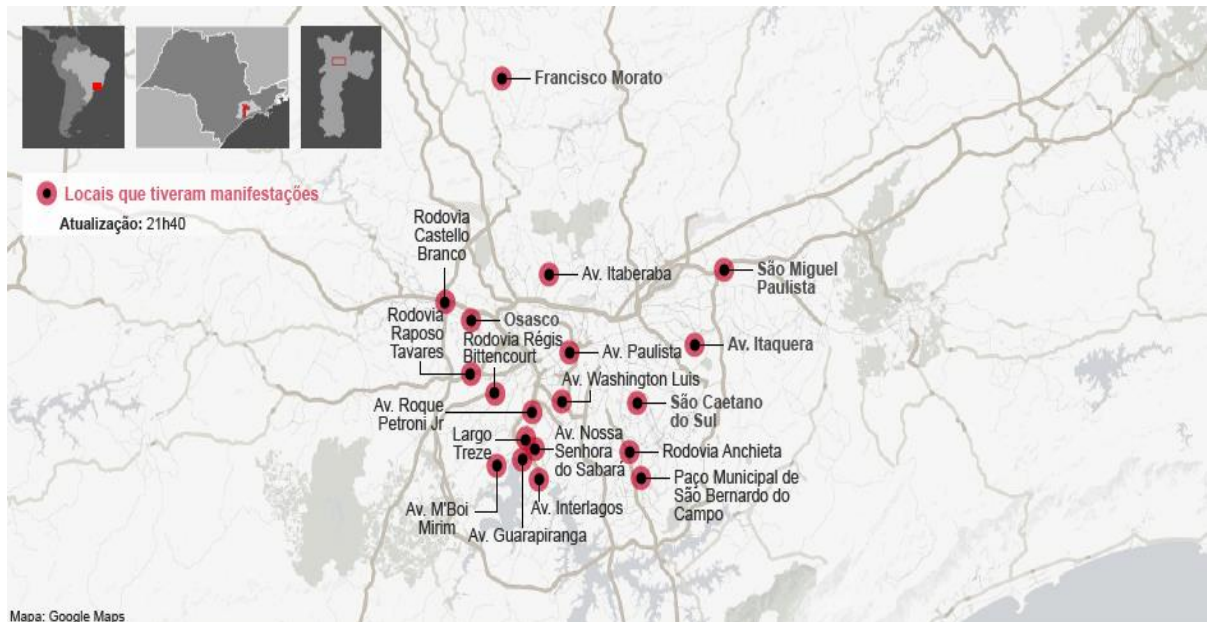 Francisco Morato
Locais que tiveram manifestações
Atualização: 21h40
Rodovia
Castello
Branco
Av. Itaberaba
São Miguel
Paulista
Rodovia
Raposo
Tavares
Osasco
Rodovia Régis
Bittencourt
Av. Paulista
Av. Itaquera
Av. Washington Luis
Av. Roque
Petroni Jr
São Caetano
do Sul
Largo
Treze
Av. Nossa
Senhora
do Sabará
Rodovia Anchieta
Paço Municipal de
São Bernardo do
Campo
Av. M'Boi
Mirim
Av. Interlagos
Av. Guarapiranga
Mapa: Google Maps